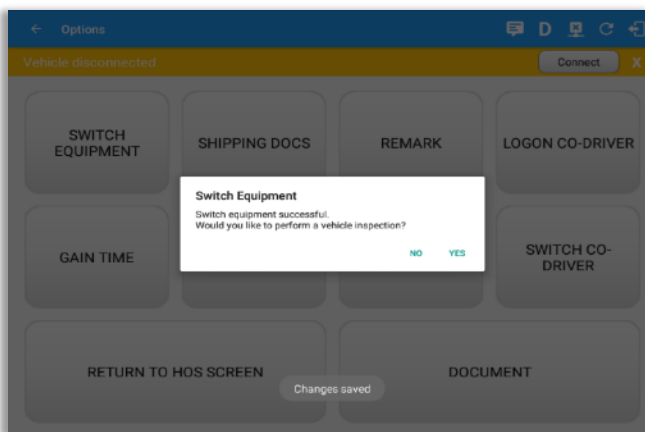 Options
D
Vehicle disconnected
Connect
X
SWITCH
EQUIPMENT
SHIPPING DOCS
REMARK
LOGON CO-DRIVER
Switch Equipment
Switch equipment successful.
Would you like to perform a vehicle inspection?
NO
YES
GAIN TIME
SWITCH CO-
DRIVER
RETURN TO HOS SCREEN
DOCUMENT
Changes saved